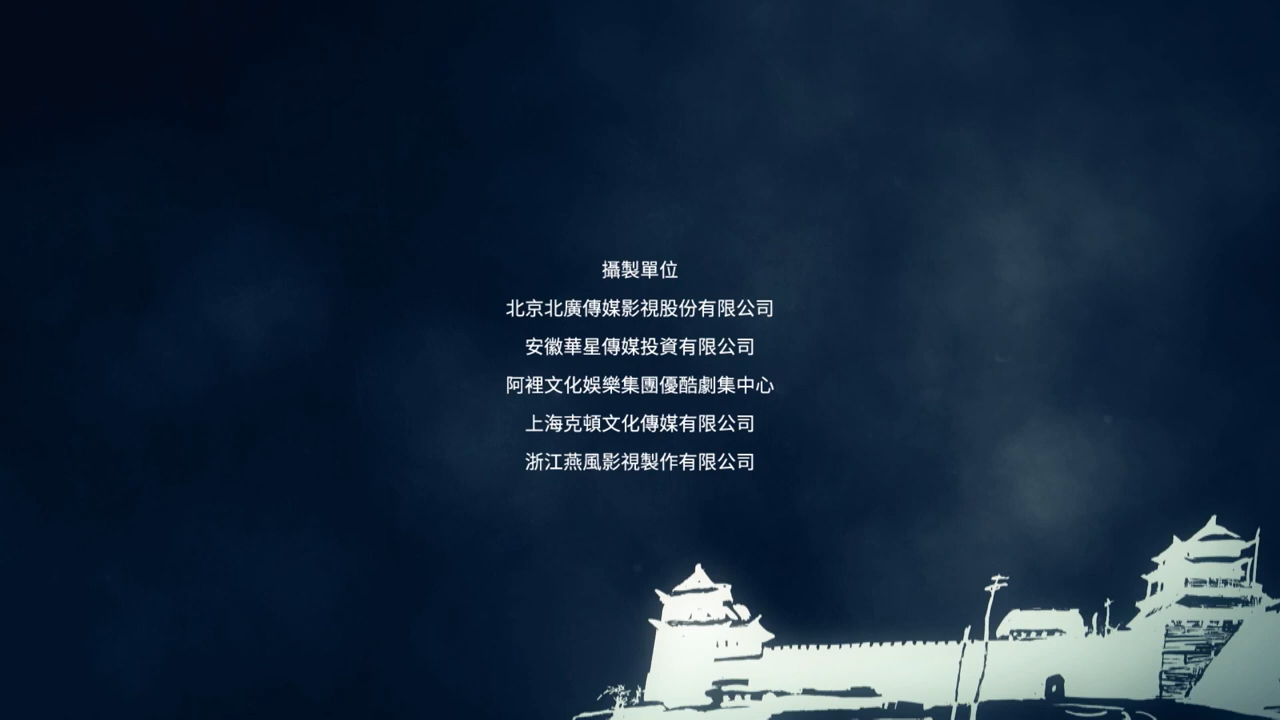 攝製單位
北京北廣傳媒影視股份有限公司
安徽華星傳媒投資有限公司
阿裡文化娛樂集團優酷劇集中心
上海克頓文化傳媒有限公司
浙江燕風影視製作有限公司